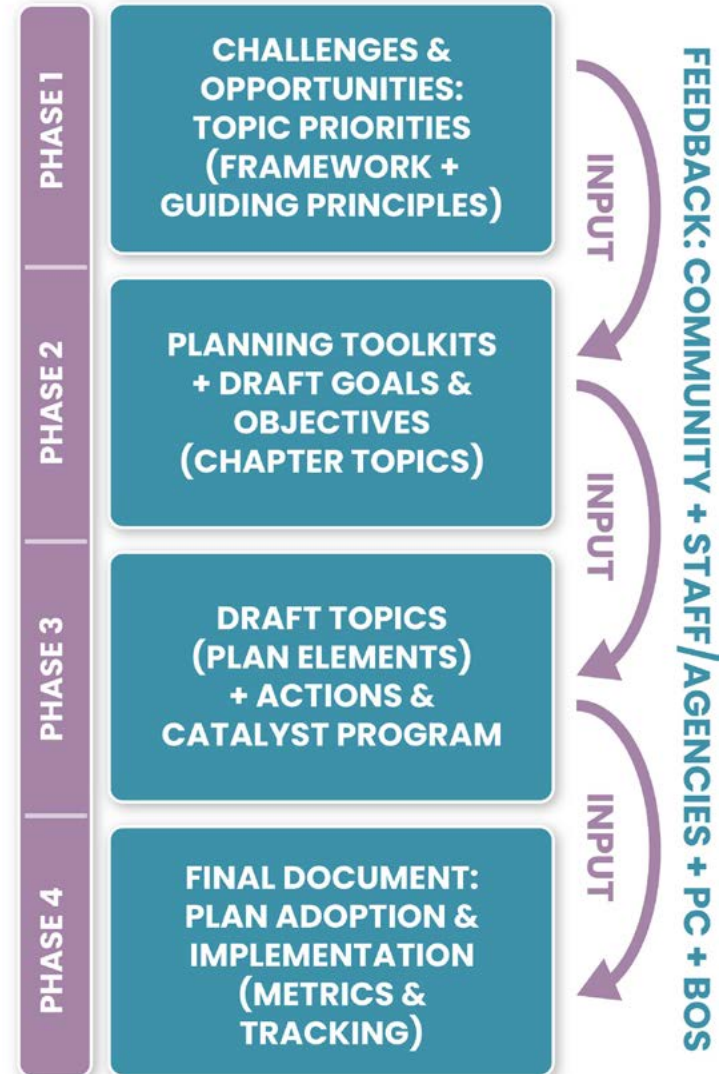 PHASE 1
CHALLENGES &
OPPORTUNITIES:
TOPIC PRIORITIES
(FRAMEWORK +
GUIDING PRINCIPLES)
INPUT
PHASE 2
PLANNING TOOLKITS
+ DRAFT GOALS &
OBJECTIVES
(CHAPTER TOPICS)
INPUT
PHASE 3
DRAFT TOPICS
(PLAN ELEMENTS)
+ ACTIONS &
CATALYST PROGRAM
INPUT
PHASE 4
FINAL DOCUMENT:
PLAN ADOPTION &
IMPLEMENTATION
(METRICS &
TRACKING)
FEEDBACK: COMMUNITY + STAFF/AGENCIES + PC + BOS